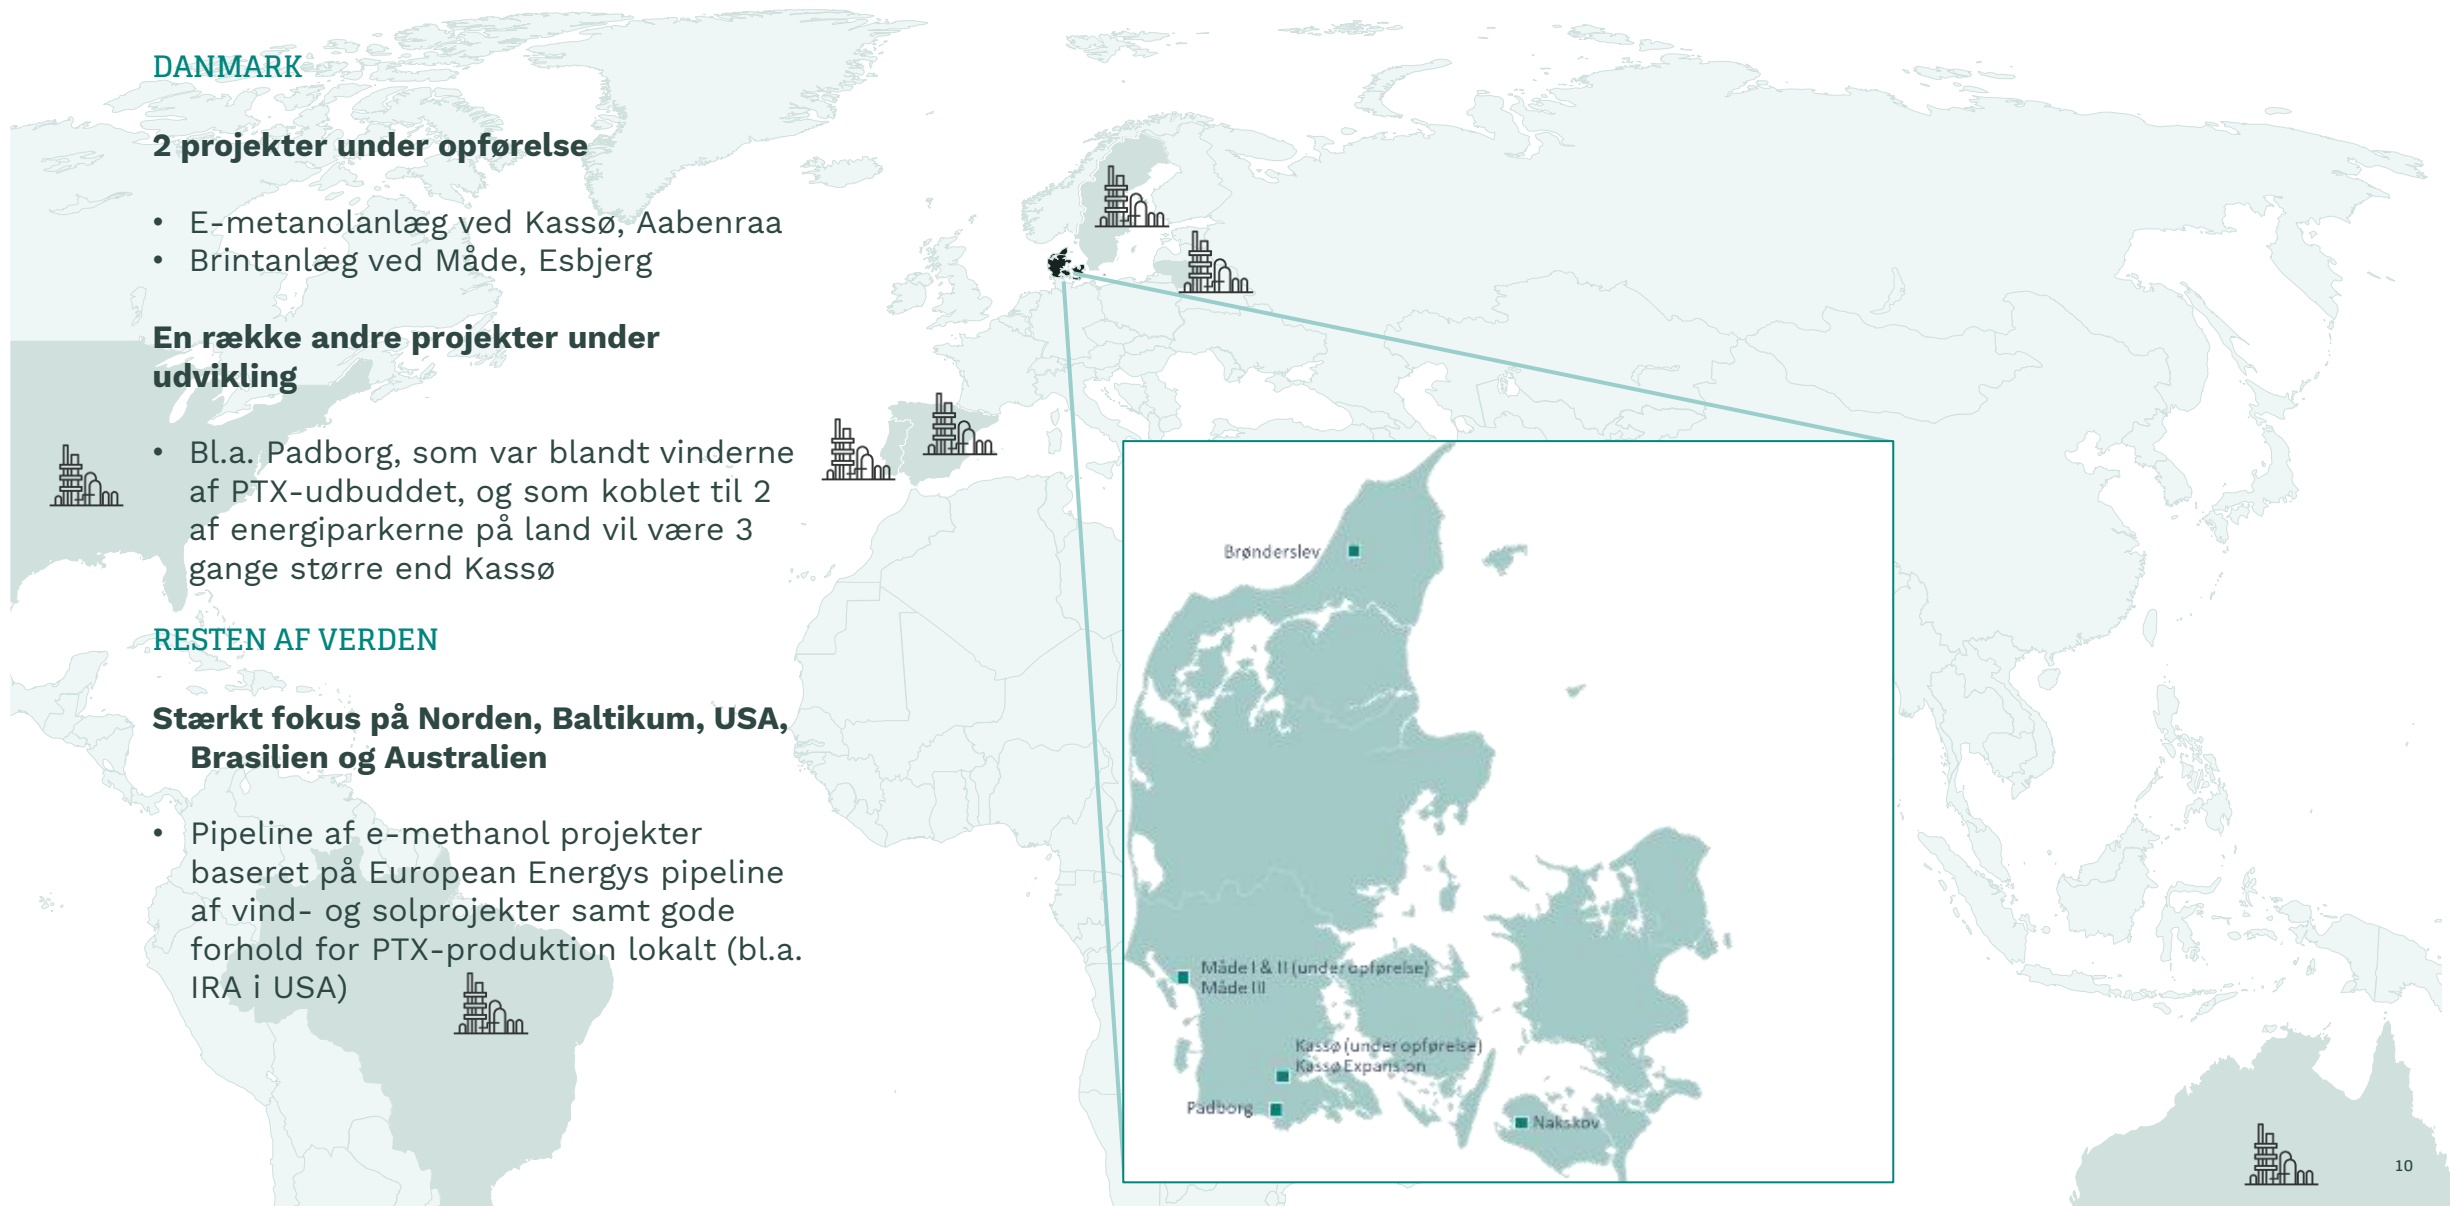 DANMARK
2 projekter under opførelse
• E-metanolanlæg ved Kassø, Aabenraa
• Brintanlæg ved Måde, Esbjerg
En række andre projekter under
udvikling
• Bl.a. Padborg, som var blandt vinderne
af PTX-udbuddet, og som koblet til 2
af energiparkerne på land vil være 3
gange større end Kassø
RESTEN AF VERDEN
Stærkt fokus på Norden, Baltikum, USA,
Brasilien og Australien
• Pipeline af e-methanol projekter
baseret på European Energys pipeline
af vind- og solprojekter samt gode
forhold for PTX-produktion lokalt (bl.a.
IRA i USA)
Brønderslev
Måde I & II (under opførelse)
Måde III
Kassø (under opførelse)
Kassø Expansion
Padborg
Nakskov
10